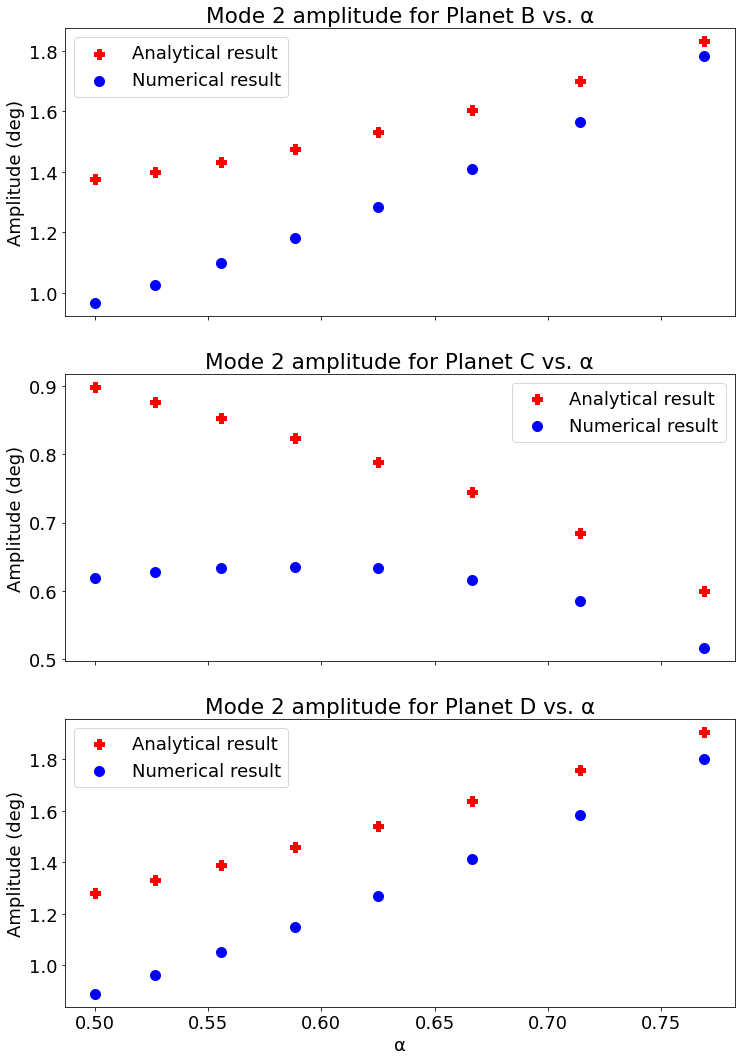 Mode 2 amplitude for Planet B vs. α
Analytical result
Numerical result
Amplitude (deg)
1.8
1.6
1.4
1.2
1.0
Mode 2 amplitude for Planet C vs. α
Analytical result
Numerical result
Amplitude (deg)
0.9
0.8
0.7
0.6
0.5
Mode 2 amplitude for Planet D vs. α
Analytical result
Numerical result
Amplitude (deg)
1.8
1.6
1.4
1.2
1.0
0.50 0.55 0.60 0.65 0.70 0.75
α